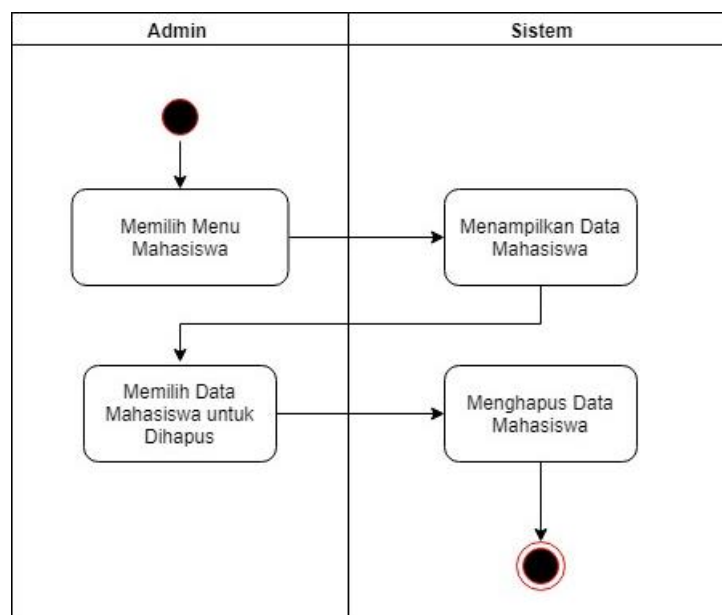 Admin
Sistem
Memilih Menu
Mahasiswa
Menampilkan Data
Mahasiswa
Memilih Data
Mahasiswa untuk
Dihapus
Menghapus Data
Mahasiswa